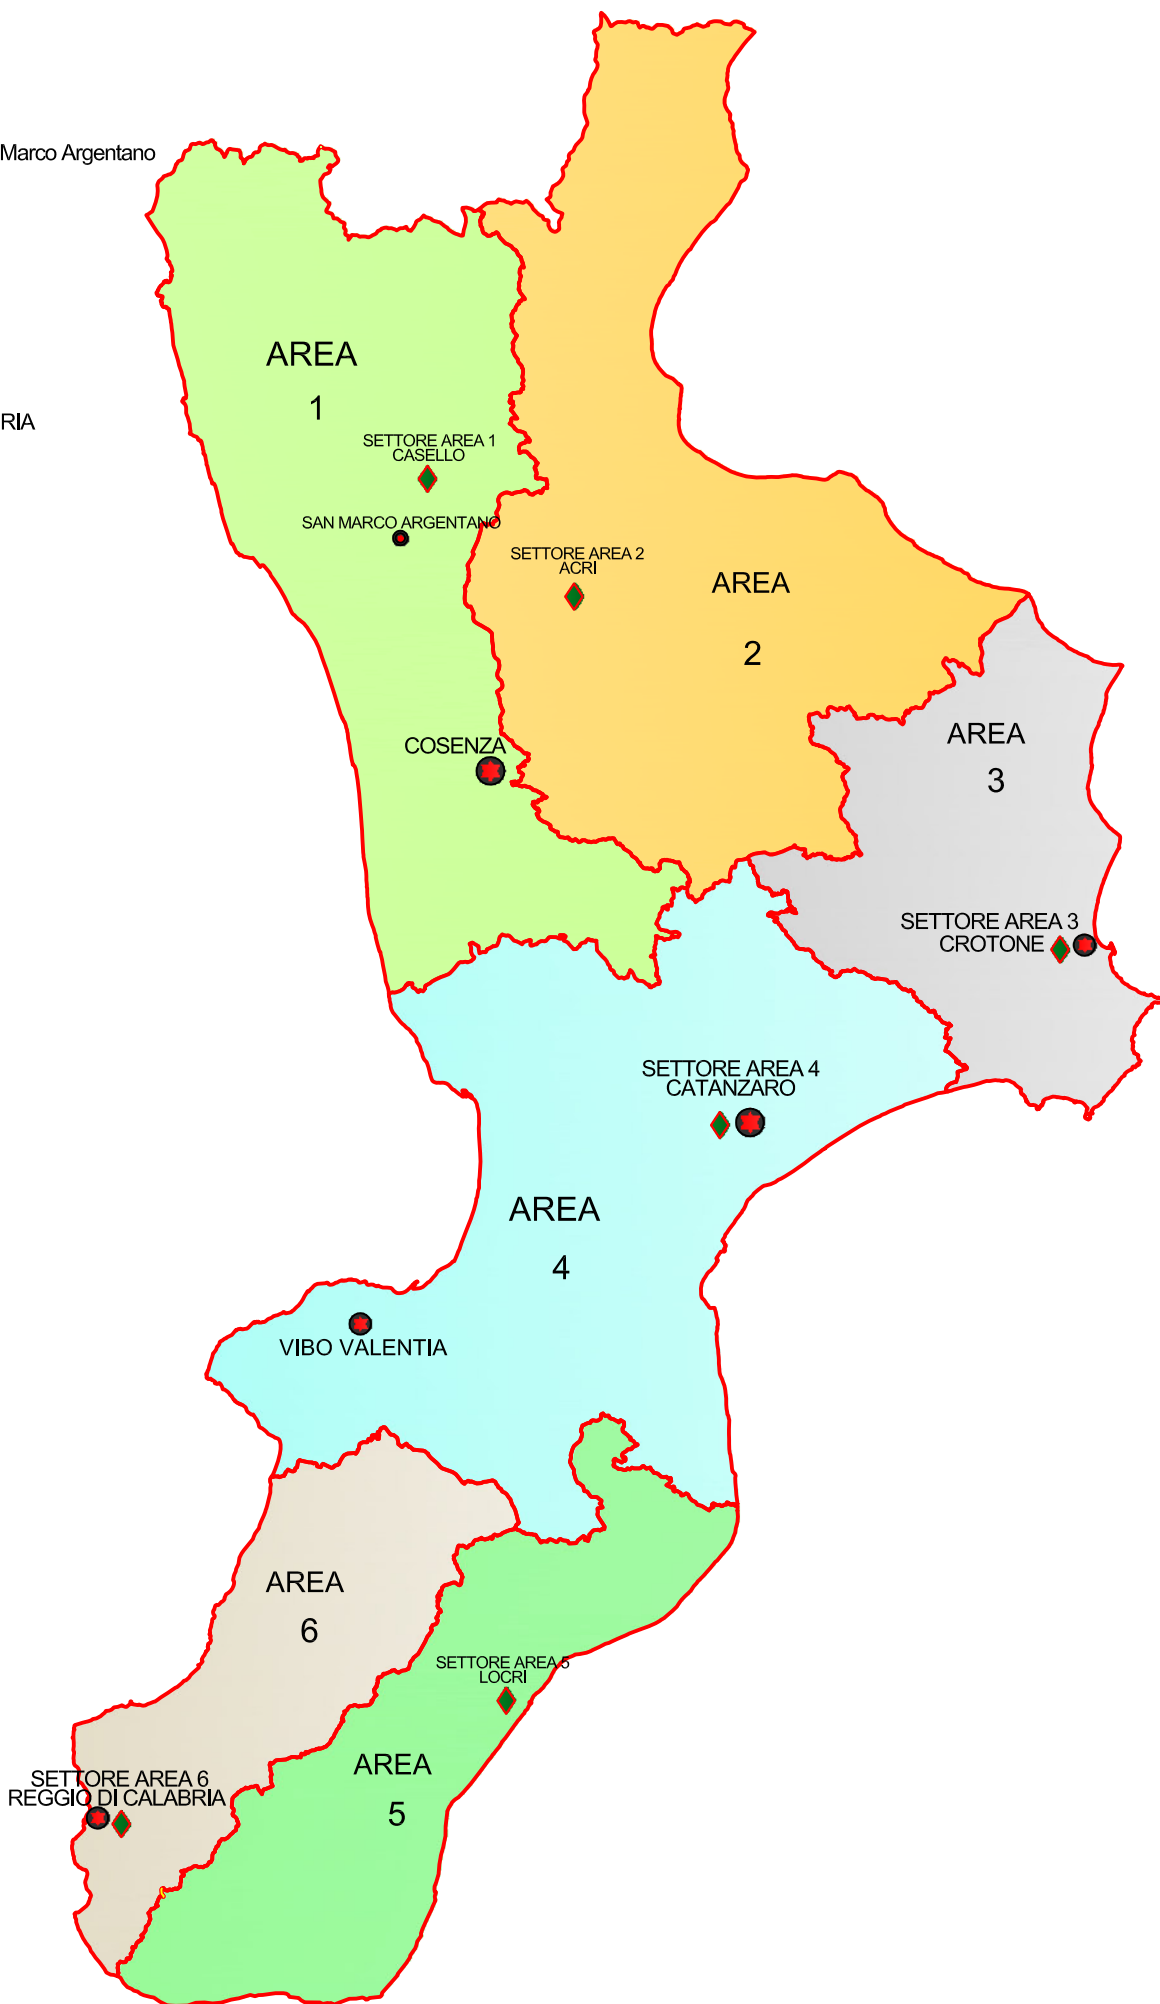 Marco Argentano
AREA
1
RIA
SETTORE AREA 1
CASELLO
SAN MARCO ARGENTANO
SETTORE AREA 2
ACRI
AREA
2
AREA
3
COSENZA
SETTORE AREA 3
CROTONE
SETTORE AREA 4
CATANZARO
AREA
4
VIBO VALENTIA
AREA
6
SETTORE AREA 5
LOCRI
AREA
5
SETTORE AREA 6
REGGIO DI CALABRIA